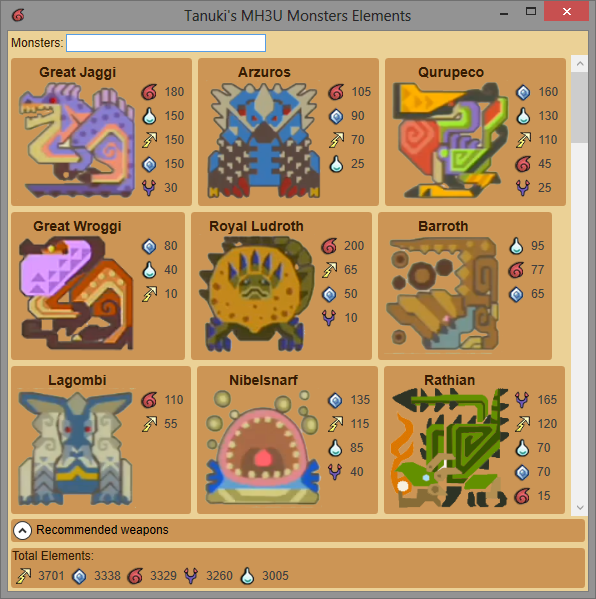 Tanuki's MH3U Monsters Elements
Monsters:
Great Jaggi
180
150
150
150
30
Arzuros
105
90
70
25
Qurupeco
160
130
110
45
25
Great Wroggi
80
40
10
Royal Ludroth
200
65
50
10
Barroth
95
77
65
Lagombi
110
55
Nibelsnarf
135
115
85
40
Rathian
165
120
70
70
15
Recommended weapons
Total Elements:
3701 3338 3329 3260 3005